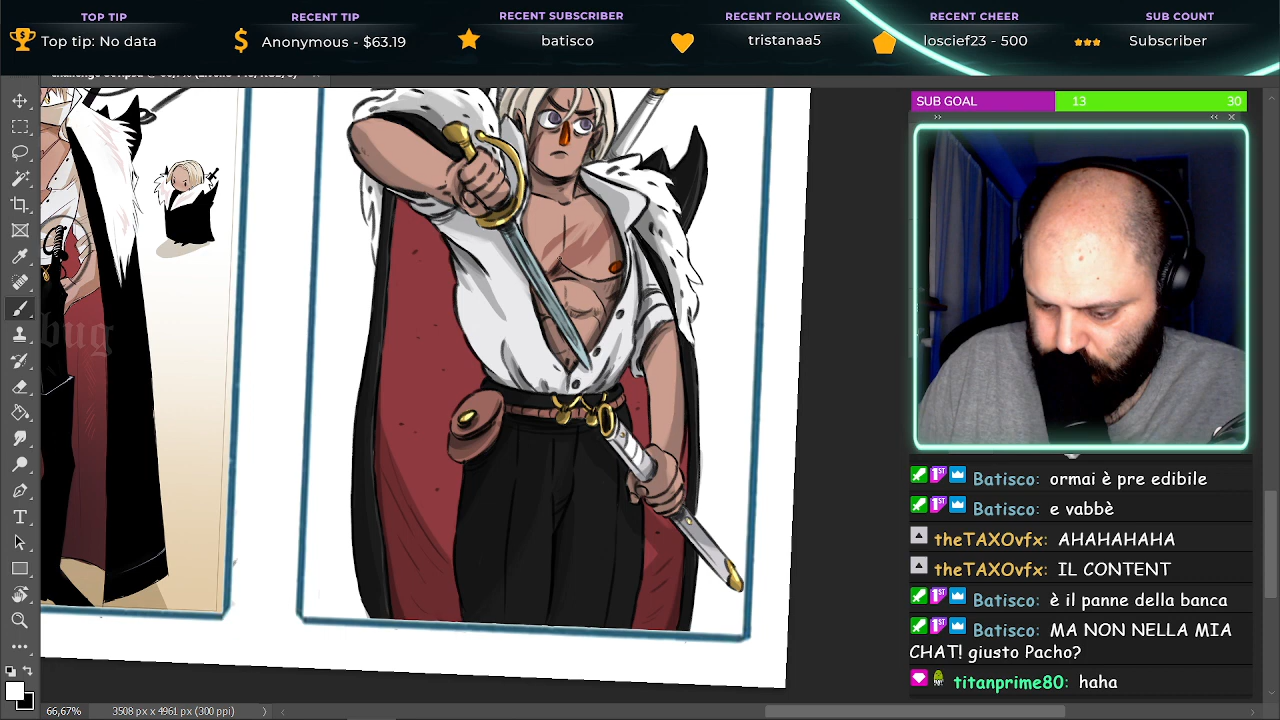 TOP TIP
Top tip: No data
RECENT TIP
Anonymous - $63.19
RECENT SUBSCRIBER
batisco
RECENT FOLLOWER
tristanaa5
RECENT CHEER
loscief23 - 500
SUB COUNT
Subscriber
SUB GOAL 13 30
bug
Batisco: ormai è pre edibile
Batisco: e vabbè
theTAXOvfx: AHAHAHAHA
theTAXOvfx: IL CONTENT
Batisco: è il panne della banca
Batisco: MA NON NELLA MIA
CHAT! giusto Pacho?
titanprime80: haha
66,67% 3508 px x 4961 px (300 ppi)